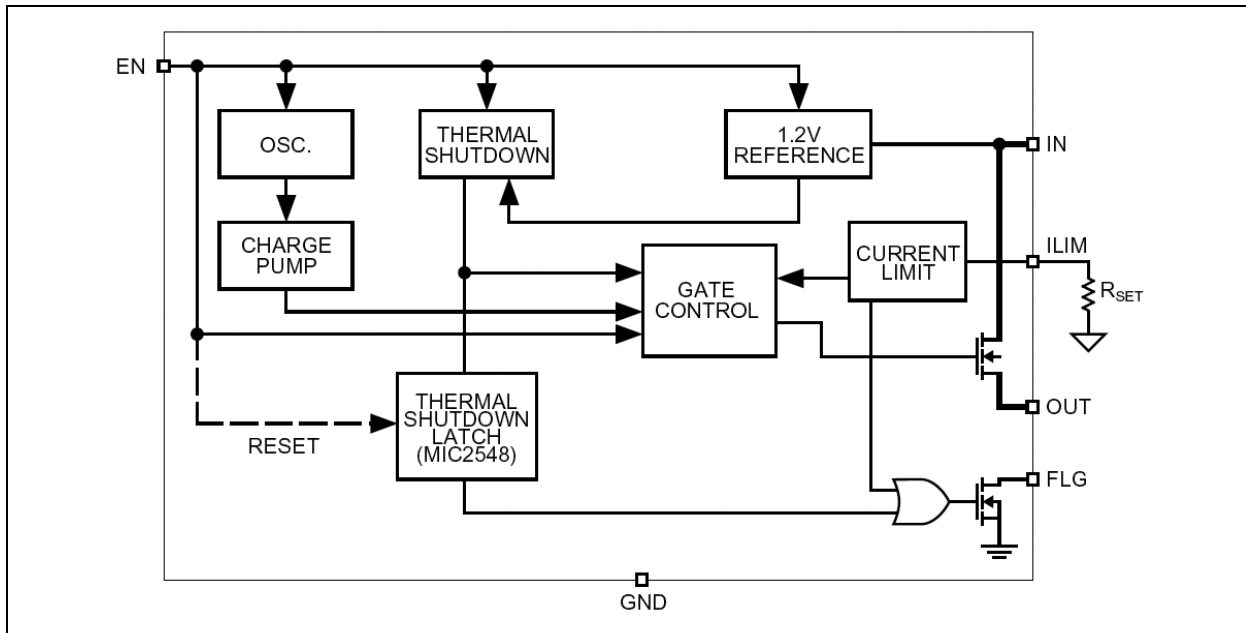 EN
OSC.
THERMAL
SHUTDOWN
1.2V
REFERENCE
IN
CHARGE
PUMP
GATE
CONTROL
CURRENT
LIMIT
ILIM
RSET
THERMAL
SHUTDOWN
LATCH
(MIC2548)
RESET
OUT
FLG
GND